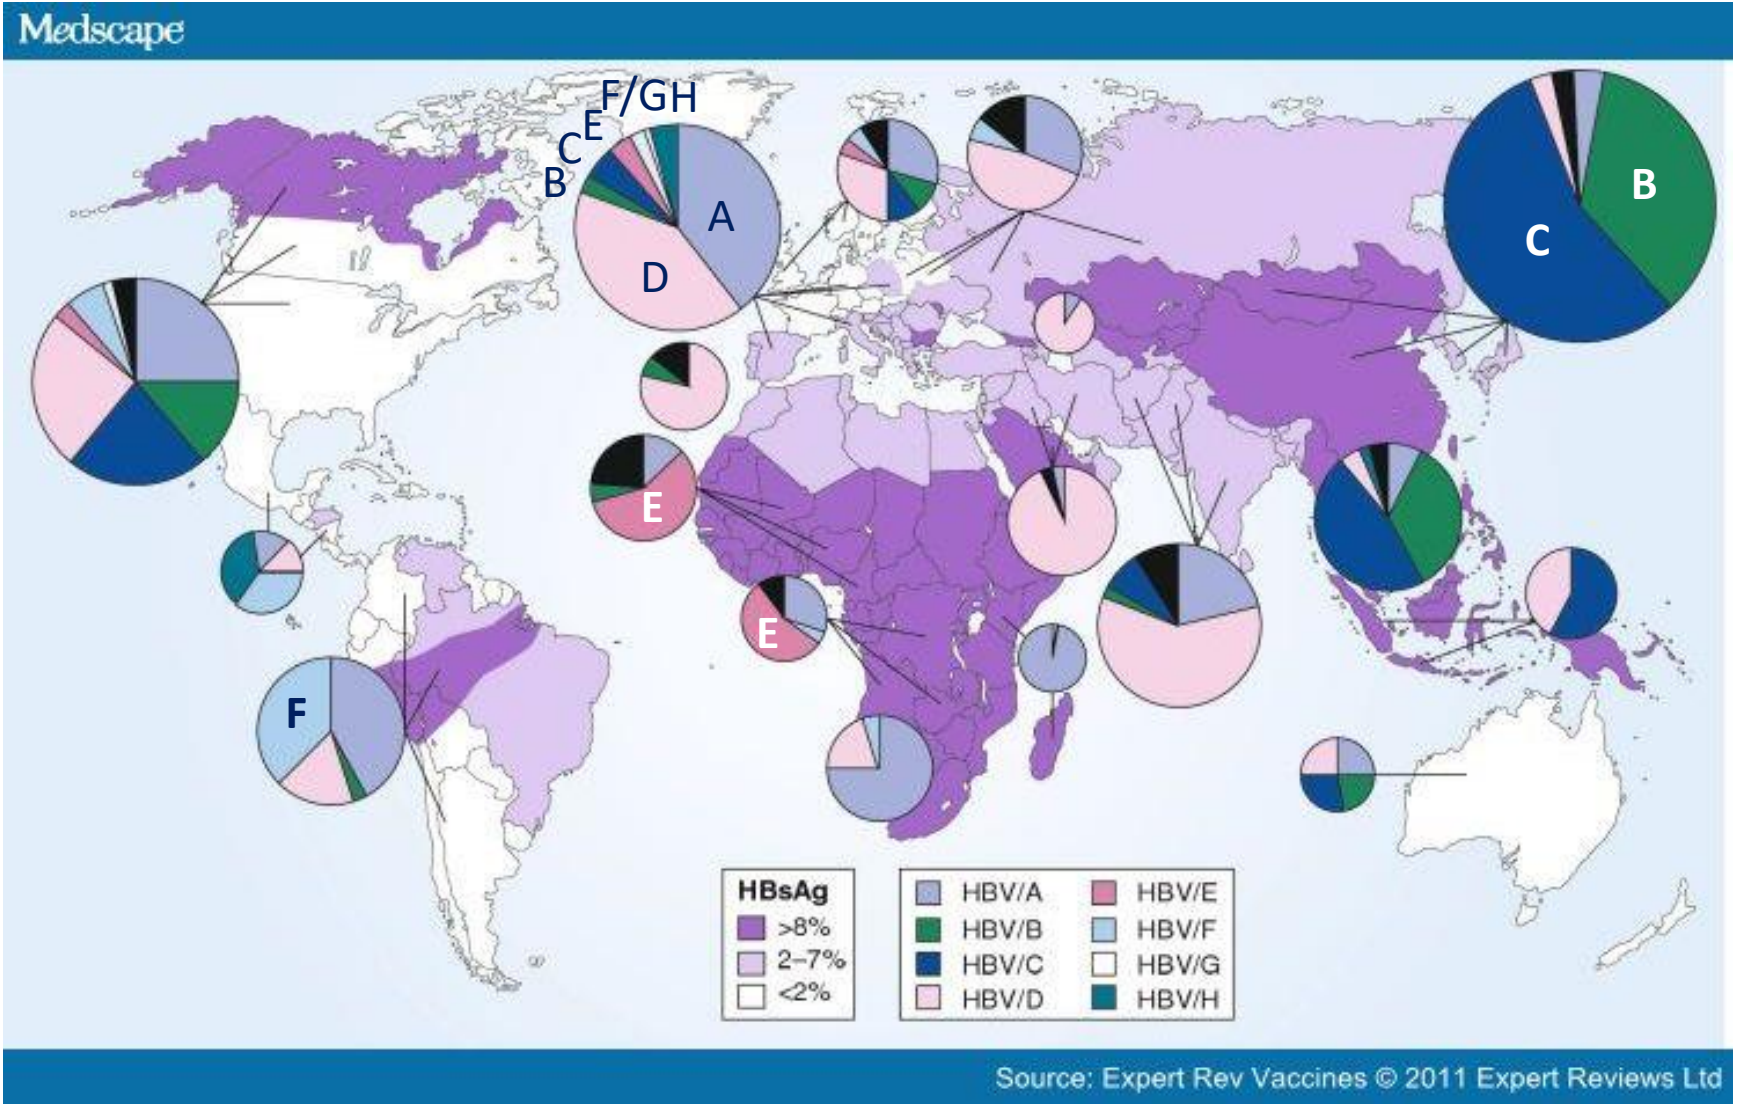 Medscape
F/GH
E
C
B
A
D
B
C
E
E
F
HBsAg
>8%
2–7%
<2%
HBV/A
HBV/B
HBV/C
HBV/D
HBV/E
HBV/F
HBV/G
HBV/H
Source: Expert Rev Vaccines © 2011 Expert Reviews Ltd